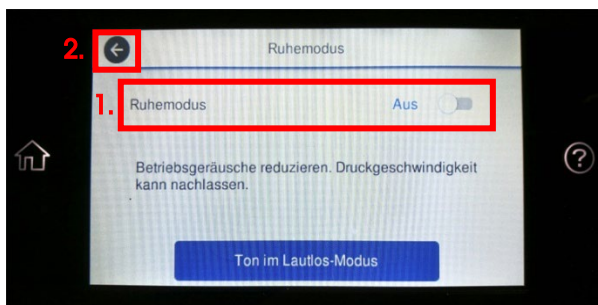 2.
Ruhemodus
1.
Ruhemodus Aus
Betriebsgeräusche reduzieren. Druckgeschwindigkeit
kann nachlassen.
Ton im Lautlos-Modus
?